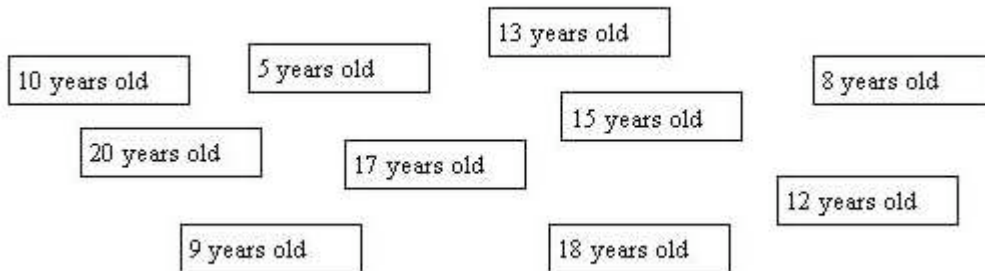 13 years old
5 years old
10 years old
8 years old
15 years old
20 years old
17 years old
12 years old
9 years old
18 years old